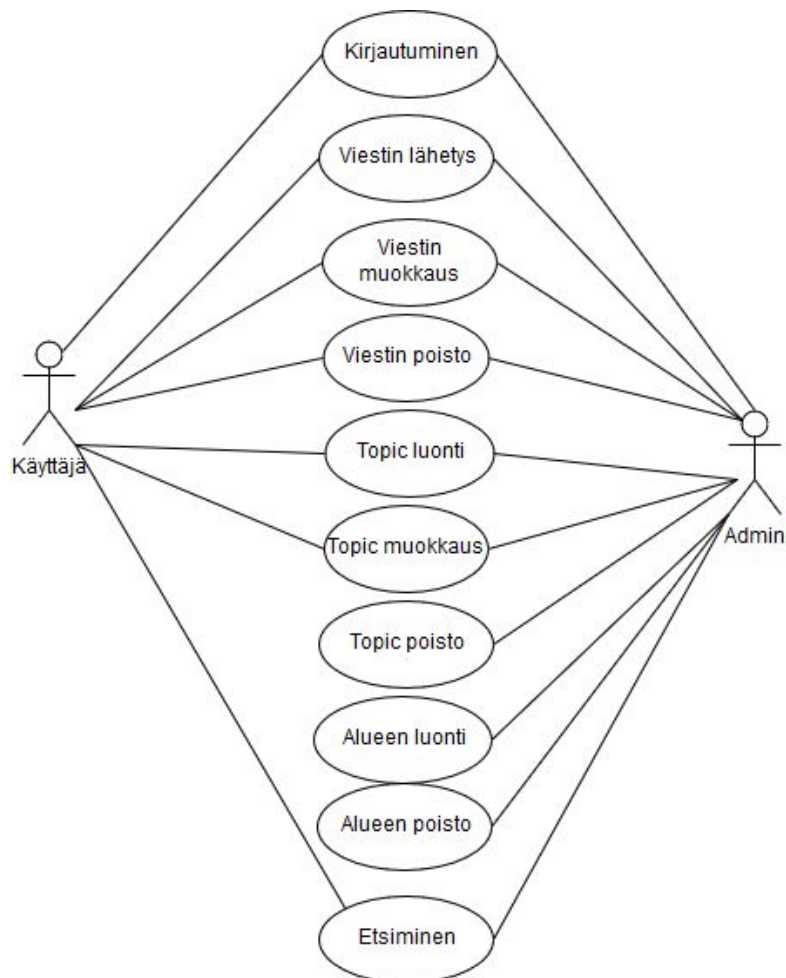 Kirjautuminen
Viestin lähetys
Viestin
muokkaus
Viestin poisto
Käyttäjä
Topic luonti
Topic muokkaus
Admin
Topic poisto
Alueen luonti
Alueen poisto
Etsiminen